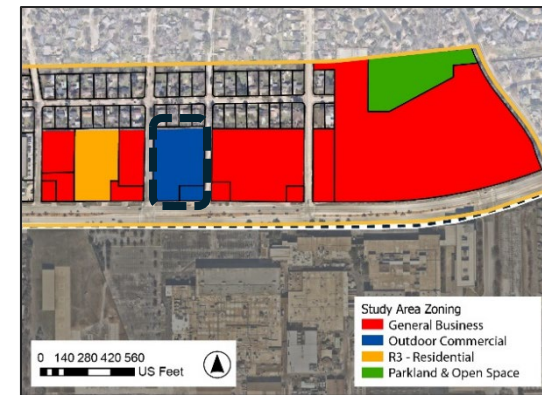 Study Area Zoning
General Business
Outdoor Commercial
R3 - Residential
Parkland & Open Space
0 140 280 420 560
US Feet